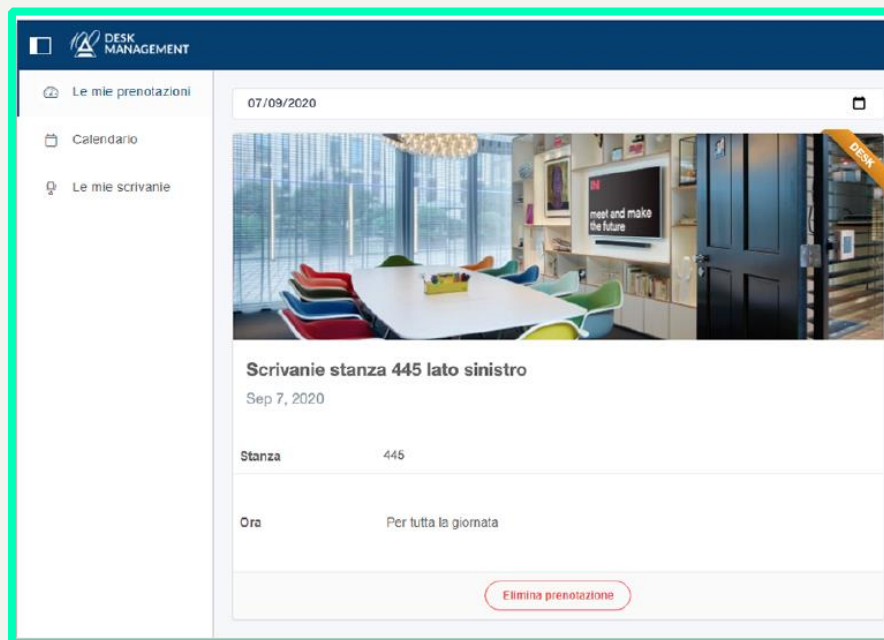 DESK
MANAGEMENT
Le mie prenotazioni
Calendario
Le mie scrivanie
07/09/2020
DESK
meet and make
the future
Scrivanie stanza 445 lato sinistro
Sep 7, 2020
Stanza 445
Ora Per tutta la giornata
Elimina prenotazione